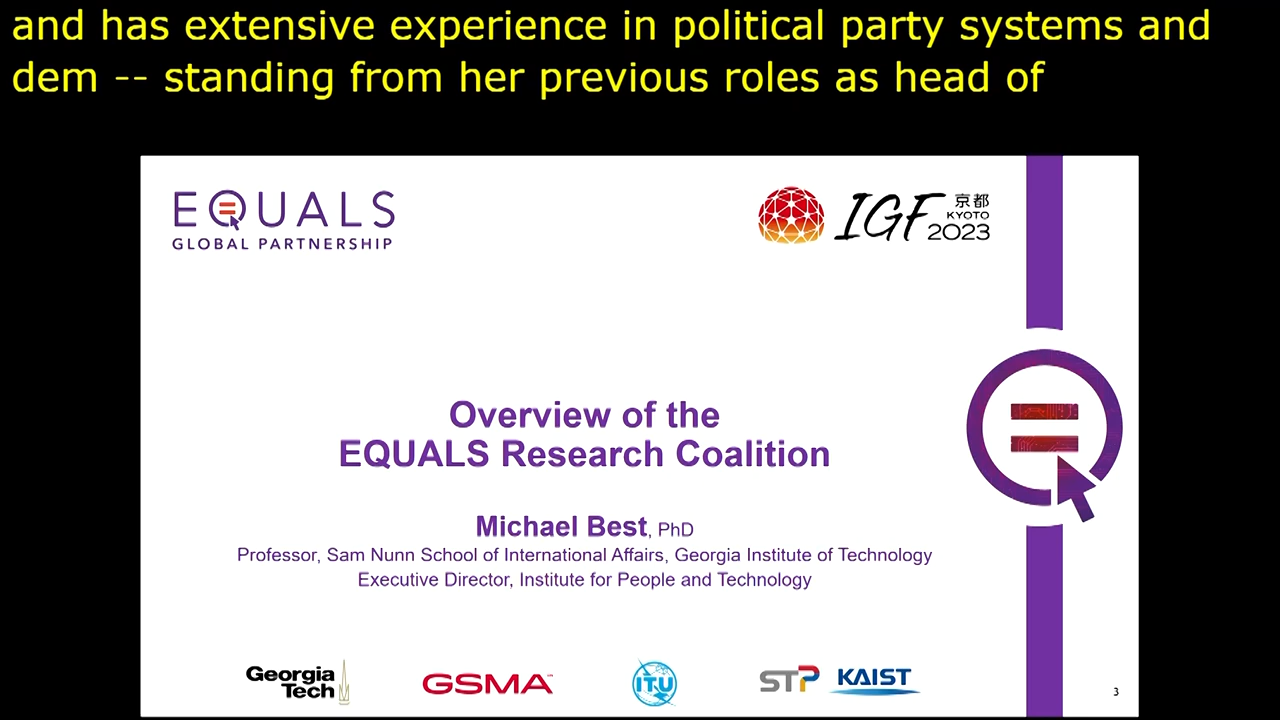 and has extensive experience in political party systems and
dem -- standing from her previous roles as head of
EQUALS
GLOBAL PARTNERSHIP
IGF
京都
KYOTO
2023
Overview of the
EQUALS Research Coalition
Michael Best, PhD
Professor, Sam Nunn School of International Affairs, Georgia Institute of Technology
Executive Director, Institute for People and Technology
Georgia
Tech
GSMA
ITU
STP
KAIST
3